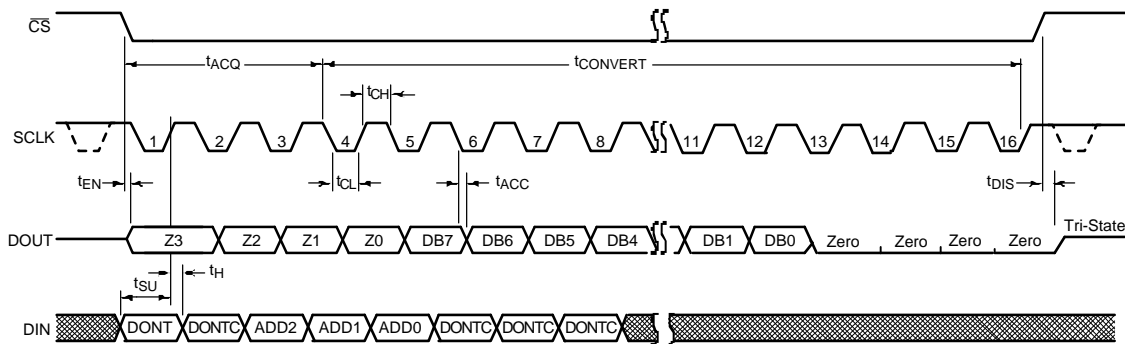 CS
tACQ tCONVERT
tCH
SCLK 1 2 3 4 5 6 7 8 11 12 13 14 15 16
tEN tCL tACC tDIS
Tri-State
DOUT Z3 Z2 Z1 Z0 DB7 DB6 DB5 DB4 DB1 DB0 Zero Zero Zero Zero
tSU tH
DIN DONT DONTC ADD2 ADD1 ADD0 DONTC DONTC DONTC